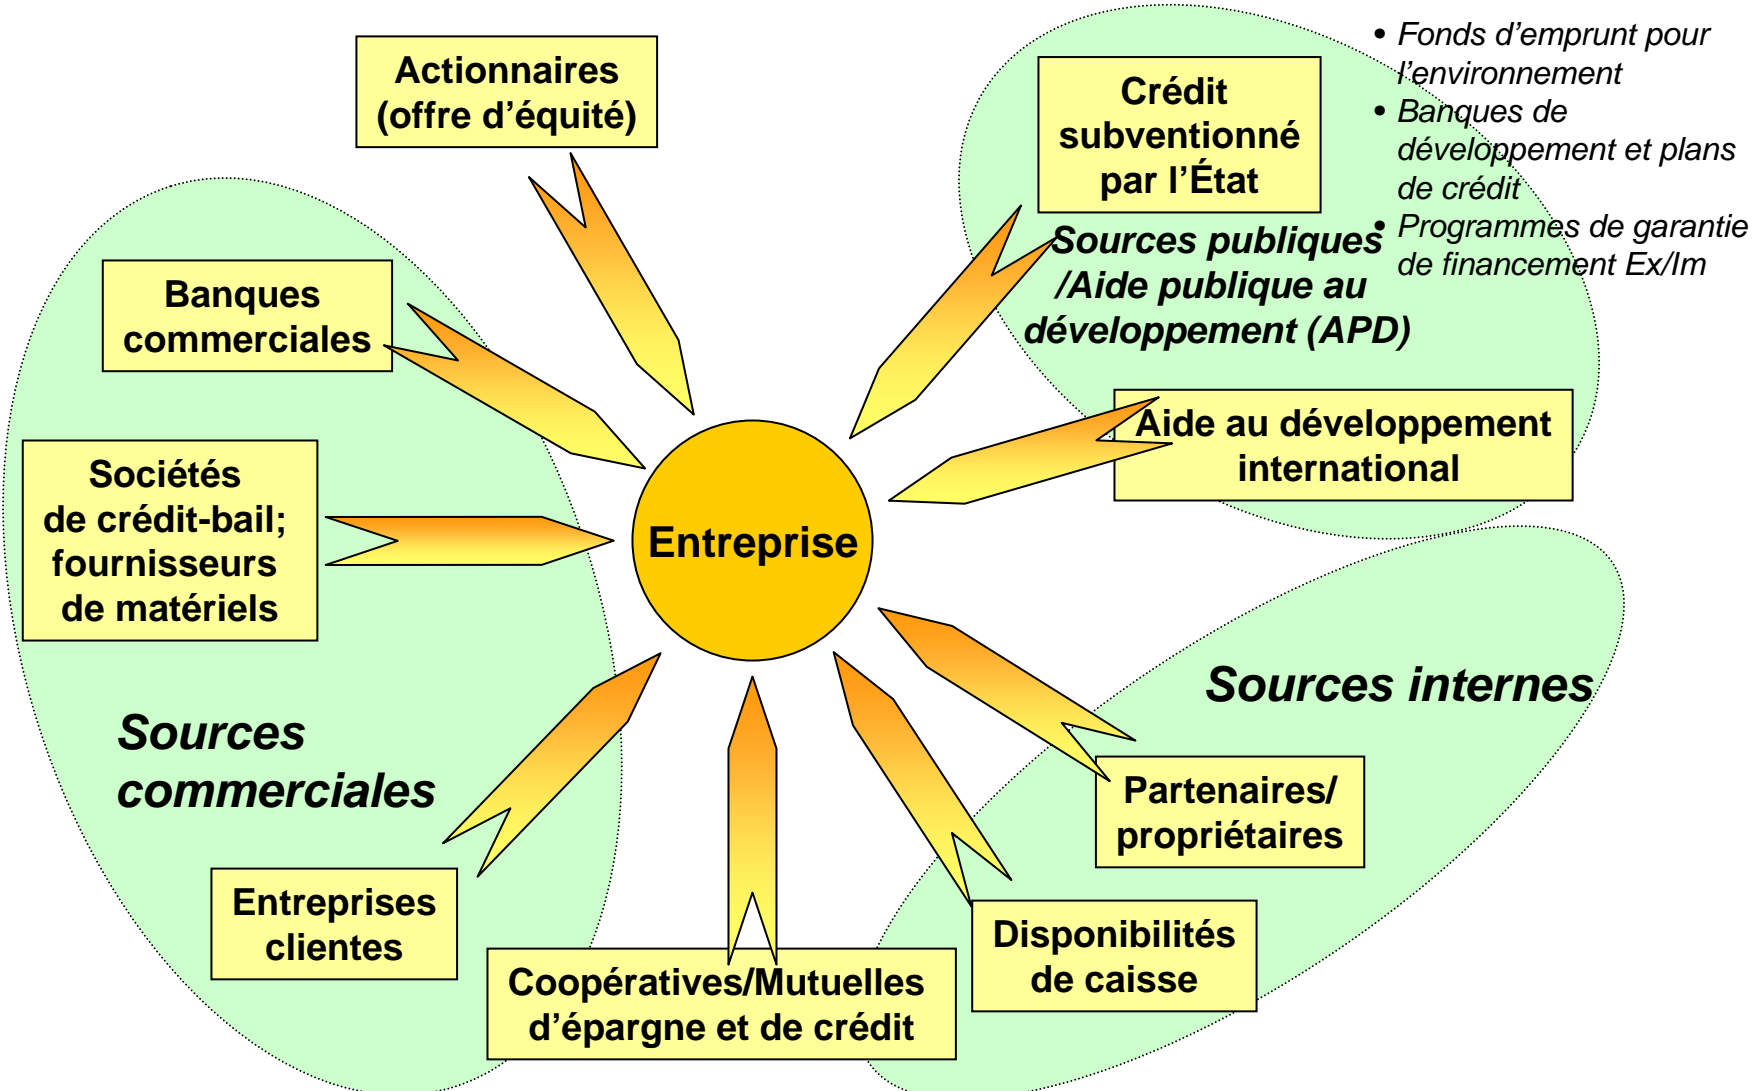 Actionnaires
(offre d’équité)
Crédit
subventionné
par l’État
• Fonds d’emprunt pour
l’environnement
• Banques de
développement et plans
de crédit
• Programmes de garantie
de financement Ex/Im
Sources publiques
/Aide publique au
développement (APD)
Banques
commerciales
Aide au développement
international
Sociétés
de crédit-bail;
fournisseurs
de matériels
Entreprise
Sources internes
Sources
commerciales
Partenaires/
propriétaires
Entreprises
clientes
Disponibilités
de caisse
Coopératives/Mutuelles
d’épargne et de crédit